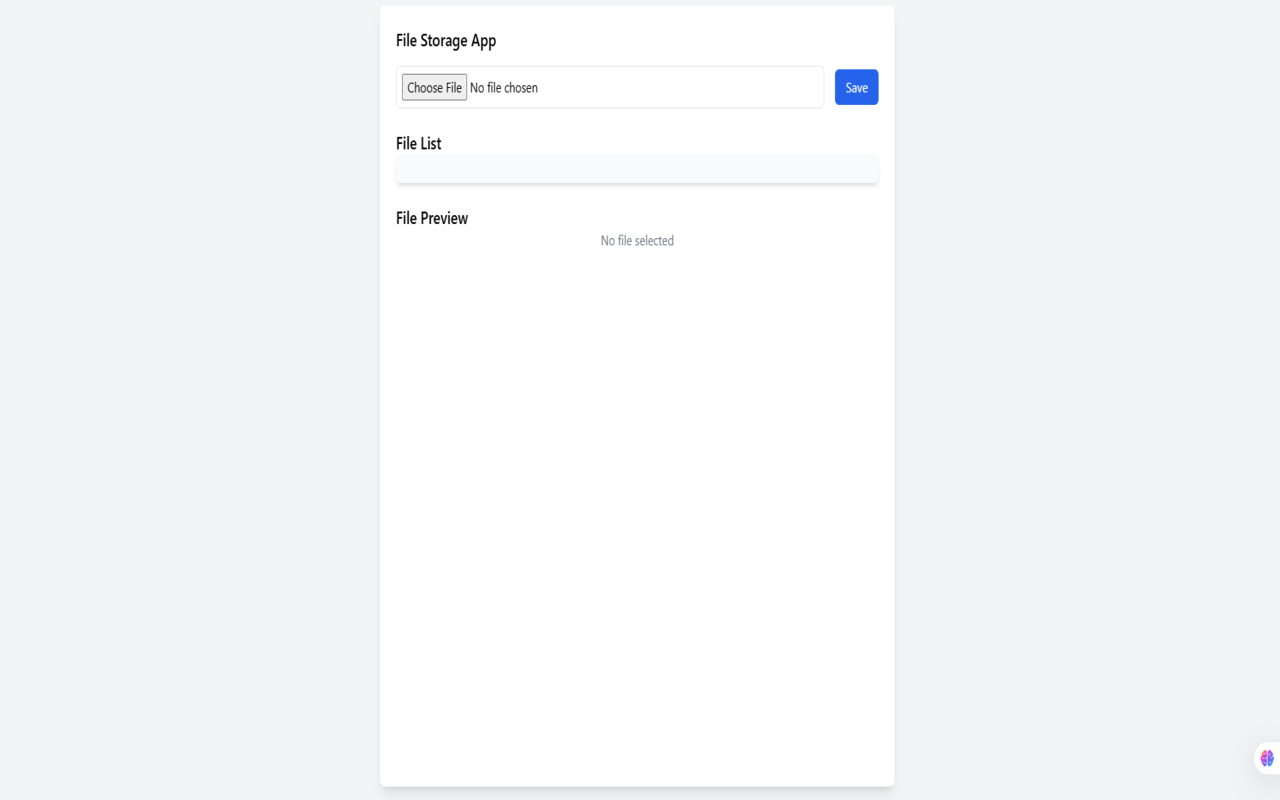 File Storage App
Choose File No file chosen
Save
File List
File Preview
No file selected